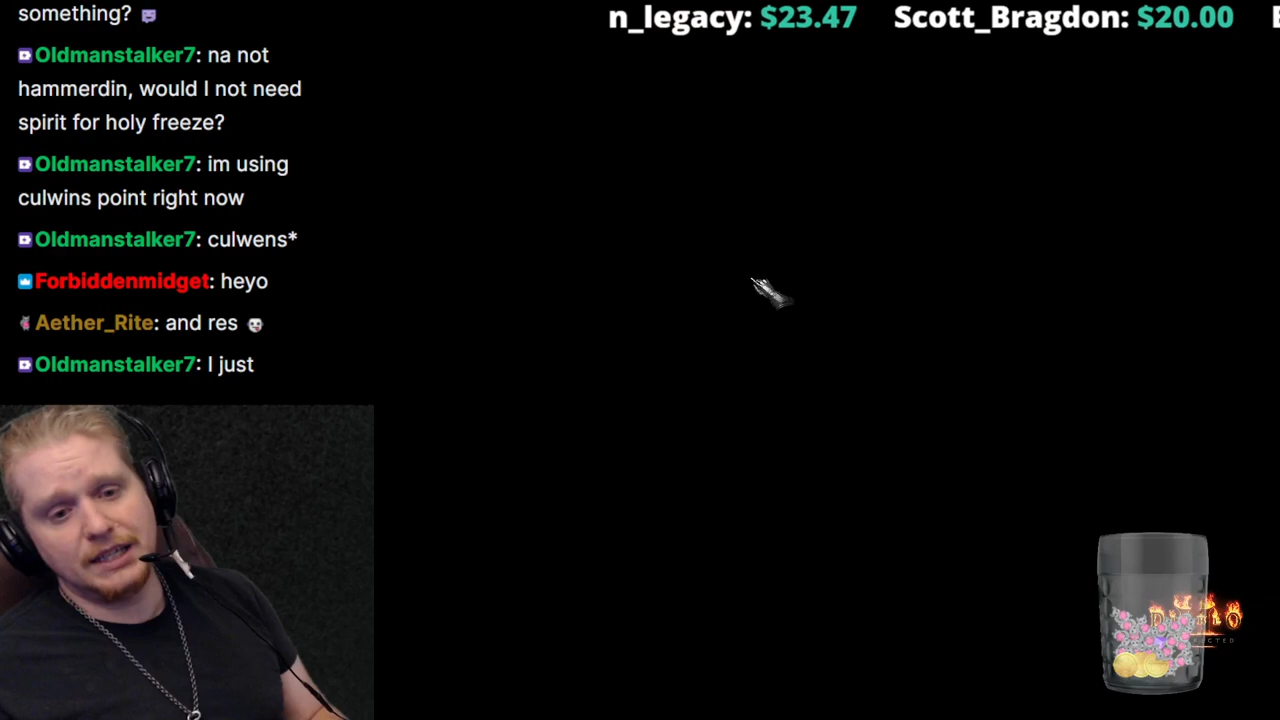 something?
n_legacy: $23.47 Scott_Bragdon: $20.00
Oldmanstalker7: na not
hammerdin, would I not need
spirit for holy freeze?
Oldmanstalker7: im using
culwins point right now
Oldmanstalker7: culwens*
Forbiddenmidget: heyo
Aether_Rite: and res
Oldmanstalker7: I just